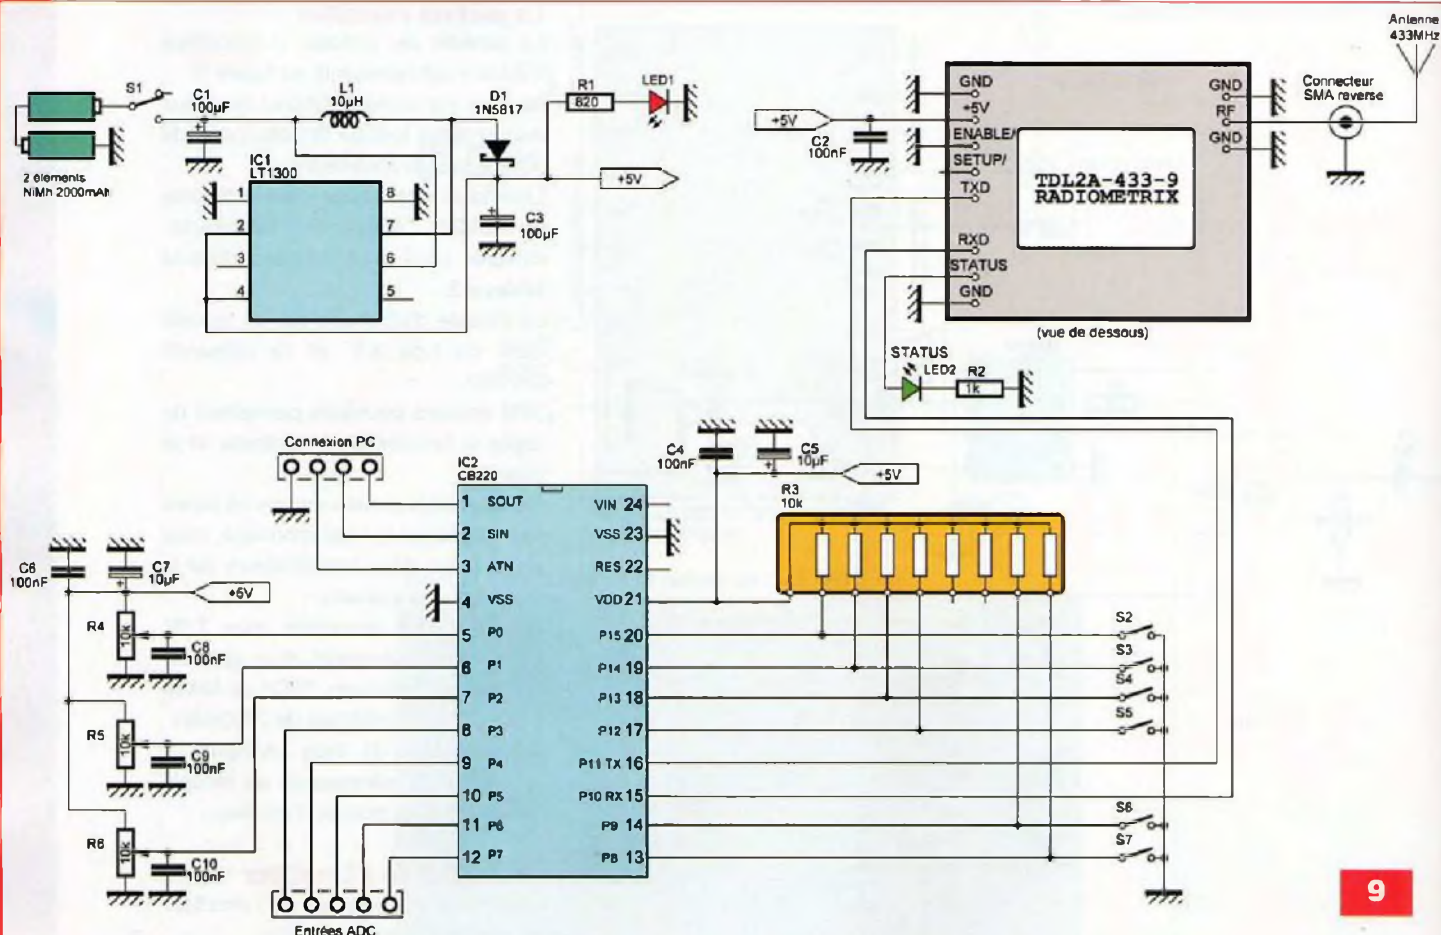 Antenne
433MHz
S1
C1
100µF
L1
10µH
D1
1N5817
R1
820
LED1
+5V
C2
100nF
GND
+5V
ENABLE/
SETUP/
TXD
RXD
STATUS
GND
TDL2A-433-9
RADIOMETRIX
GND
RF
GND
Connecteur
SMA reverse
2 élements
NiMh 2000mAh
IC1
LT1300
1
2
3
4
8
7
6
5
C3
100µF
+5V
(vue de dessous)
STATUS
LED2
R2
1k
Connexion PC
IC2
CB220
C4
100nF
C5
10µF
+5V
R3
10k
1 SOUT
2 SIN
3 ATN
4 VSS
5 P0
6 P1
7 P2
8 P3
9 P4
10 P5
11 P6
12 P7
VIN 24
VSS 23
RES 22
VDD 21
P15 20
P14 19
P13 18
P12 17
P11 TX 16
P10 RX 15
P9 14
P8 13
C6
100nF
C7
10µF
+5V
R4
10k
C8
100nF
R5
10k
C9
100nF
R6
10k
C10
100nF
S2
S3
S4
S5
S6
S7
Entrées ADC
9